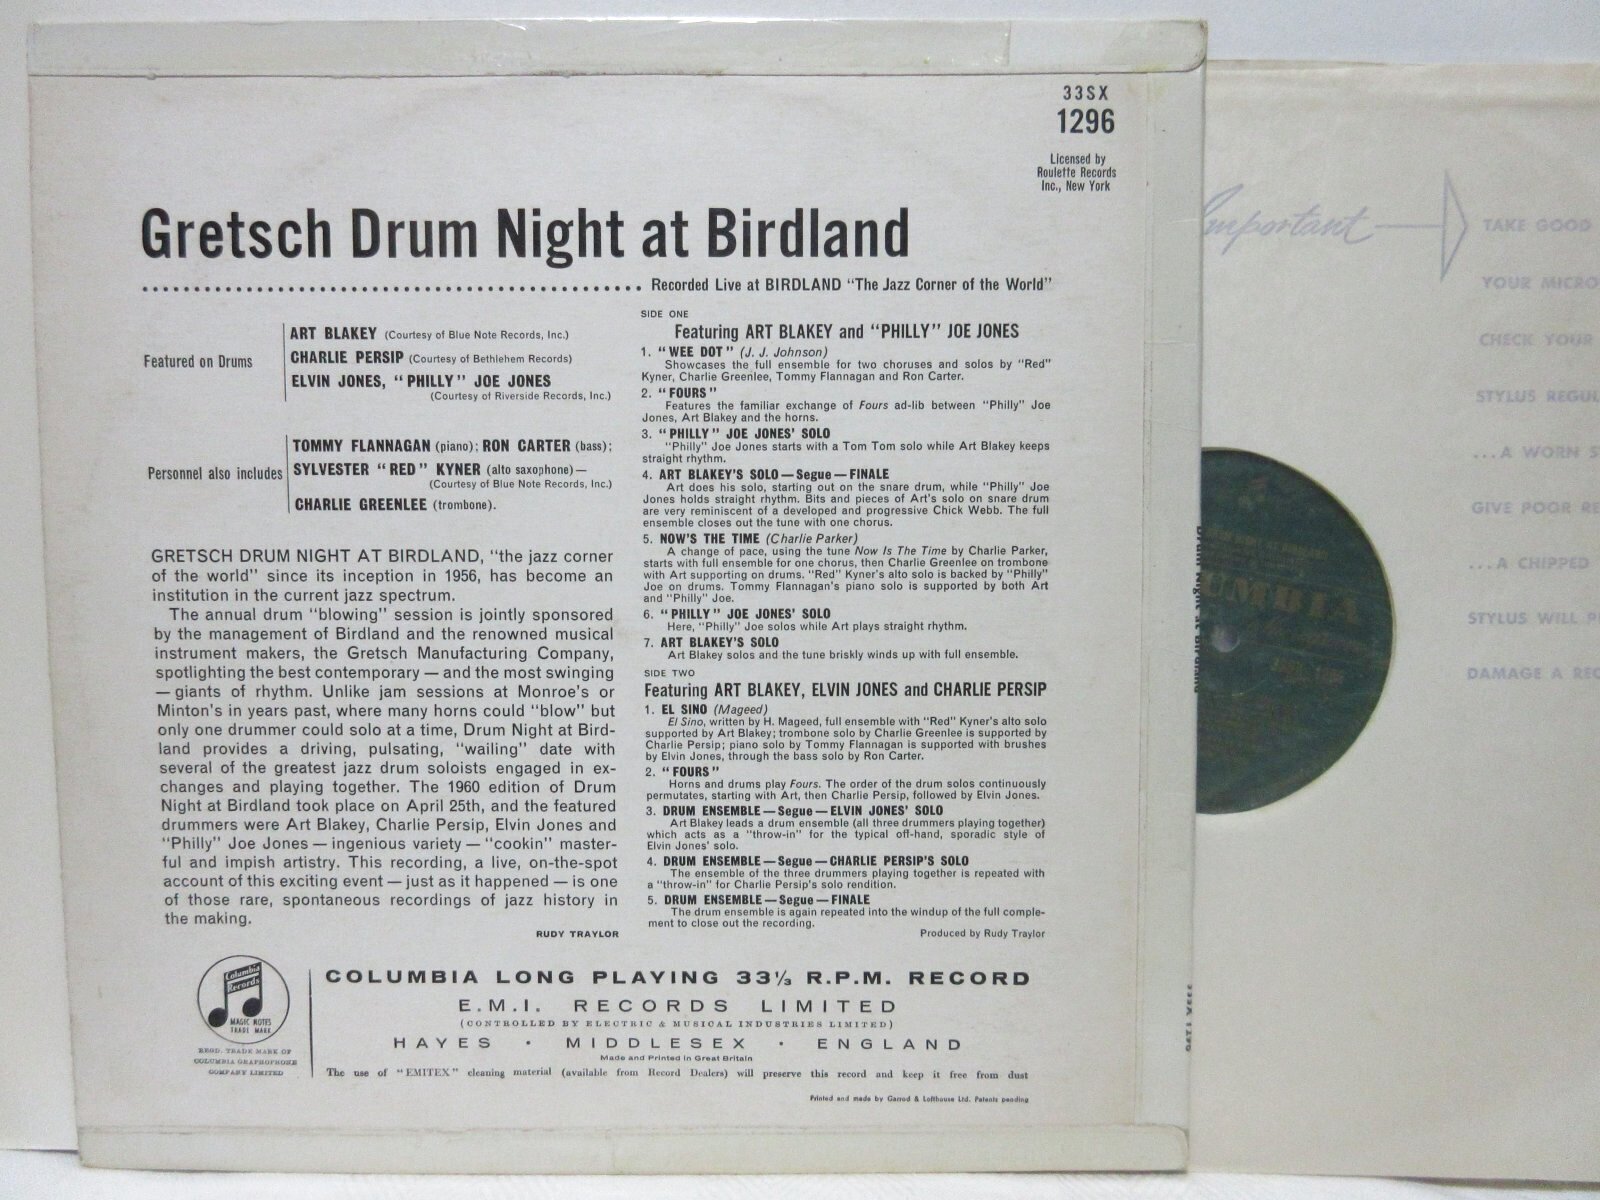 33SX
1296
Licensed by
Roulette Records
Inc., New York
Gretsch Drum Night at Birdland
Recorded Live at BIRDLAND "The Jazz Corner of the World"
Featured on Drums
ART BLAKEY (Courtesy of Blue Note Records, Inc.)
CHARLIE PERSIP (Courtesy of Bethlehem Records)
ELVIN JONES, "PHILLY" JOE JONES
(Courtesy of Riverside Records, Inc.)
Personnel also includes
TOMMY FLANNAGAN (piano); RON CARTER (bass);
SYLVESTER "RED" KYNER (alto saxophone)—
(Courtesy of Blue Note Records, Inc.)
CHARLIE GREENLEE (trombone).
GRETSCH DRUM NIGHT AT BIRDLAND, "the jazz corner
of the world" since its inception in 1956, has become an
institution in the current jazz spectrum.
The annual drum "blowing" session is jointly sponsored
by the management of Birdland and the renowned musical
instrument makers, the Gretsch Manufacturing Company,
spotlighting the best contemporary — and the most swinging
— giants of rhythm. Unlike jam sessions at Monroe's or
Minton's in years past, where many horns could "blow" but
only one drummer could solo at a time, Drum Night at Bird-
land provides a driving, pulsating, "wailing" date with
several of the greatest jazz drum soloists engaged in ex-
changes and playing together. The 1960 edition of Drum
Night at Birdland took place on April 25th, and the featured
drummers were Art Blakey, Charlie Persip, Elvin Jones and
"Philly" Joe Jones — ingenious variety — "cookin" master-
ful and impish artistry. This recording, a live, on-the-spot
account of this exciting event — just as it happened — is one
of those rare, spontaneous recordings of jazz history in
the making.
RUDY TRAYLOR
SIDE ONE
Featuring ART BLAKEY and "PHILLY" JOE JONES
1. "WEE DOT" (J. J. Johnson)
Showcases the full ensemble for two choruses and solos by "Red"
Kyner, Charlie Greenlee, Tommy Flannagan and Ron Carter.
2. "FOURS"
Features the familiar exchange of Fours ad-lib between "Philly" Joe
Jones, Art Blakey and the horns.
3. "PHILLY" JOE JONES' SOLO
"Philly" Joe Jones starts with a Tom Tom solo while Art Blakey keeps
straight rhythm.
4. ART BLAKEY'S SOLO—Segue—FINALE
Art does his solo, starting out on the snare drum, while "Philly" Joe
Jones holds straight rhythm. Bits and pieces of Art's solo on snare drum
are very reminiscent of a developed and progressive Chick Webb. The full
ensemble closes out the tune with one chorus.
5. NOW'S THE TIME (Charlie Parker)
A change of pace, using the tune Now Is The Time by Charlie Parker,
starts with full ensemble for one chorus, then Charlie Greenlee on trombone
with Art supporting on drums. "Red" Kyner's alto solo is backed by "Philly"
Joe on drums. Tommy Flannagan's piano solo is supported by both Art
and "Philly" Joe.
6. "PHILLY" JOE JONES' SOLO
Here, "Philly" Joe solos while Art plays straight rhythm.
7. ART BLAKEY'S SOLO
Art Blakey solos and the tune briskly winds up with full ensemble.
SIDE TWO
Featuring ART BLAKEY, ELVIN JONES and CHARLIE PERSIP
1. EL SINO (Mageed)
El Sino, written by H. Mageed, full ensemble with "Red" Kyner's alto solo
supported by Art Blakey; trombone solo by Charlie Greenlee is supported by
Charlie Persip; piano solo by Tommy Flannagan is supported with brushes
by Elvin Jones, through the bass solo by Ron Carter.
2. "FOURS"
Horns and drums play Fours. The order of the drum solos continuously
permutates, starting with Art, then Charlie Persip, followed by Elvin Jones.
3. DRUM ENSEMBLE—Segue—ELVIN JONES' SOLO
Art Blakey leads a drum ensemble (all three drummers playing together)
which acts as a "throw-in" for the typical off-hand, sporadic style of
Elvin Jones' solo.
4. DRUM ENSEMBLE—Segue—CHARLIE PERSIP'S SOLO
The ensemble of the three drummers playing together is repeated with
a "throw-in" for Charlie Persip's solo rendition.
5. DRUM ENSEMBLE—Segue—FINALE
The drum ensemble is again repeated into the windup of the full comple-
ment to close out the recording.
Produced by Rudy Traylor
Columbia
Records
MAGIC NOTES
TRADE MARK
REGD. TRADE MARK OF
COLUMBIA GRAPHOPHONE
COMPANY LIMITED
COLUMBIA LONG PLAYING 33⅓ R.P.M. RECORD
E.M.I. RECORDS LIMITED
(CONTROLLED BY ELECTRIC & MUSICAL INDUSTRIES LIMITED)
HAYES · MIDDLESEX · ENGLAND
Made and Printed in Great Britain
The use of "EMITEX" cleaning material (available from Record Dealers) will preserve this record and keep it free from dust
Printed and made by Garrod & Lofthouse Ltd. Patents pending
Important
TAKE GOOD
YOUR MICRO
CHECK YOUR
STYLUS REGUL
...A WORN S
GIVE POOR RE
...A CHIPPED
STYLUS WILL P
DAMAGE A REC